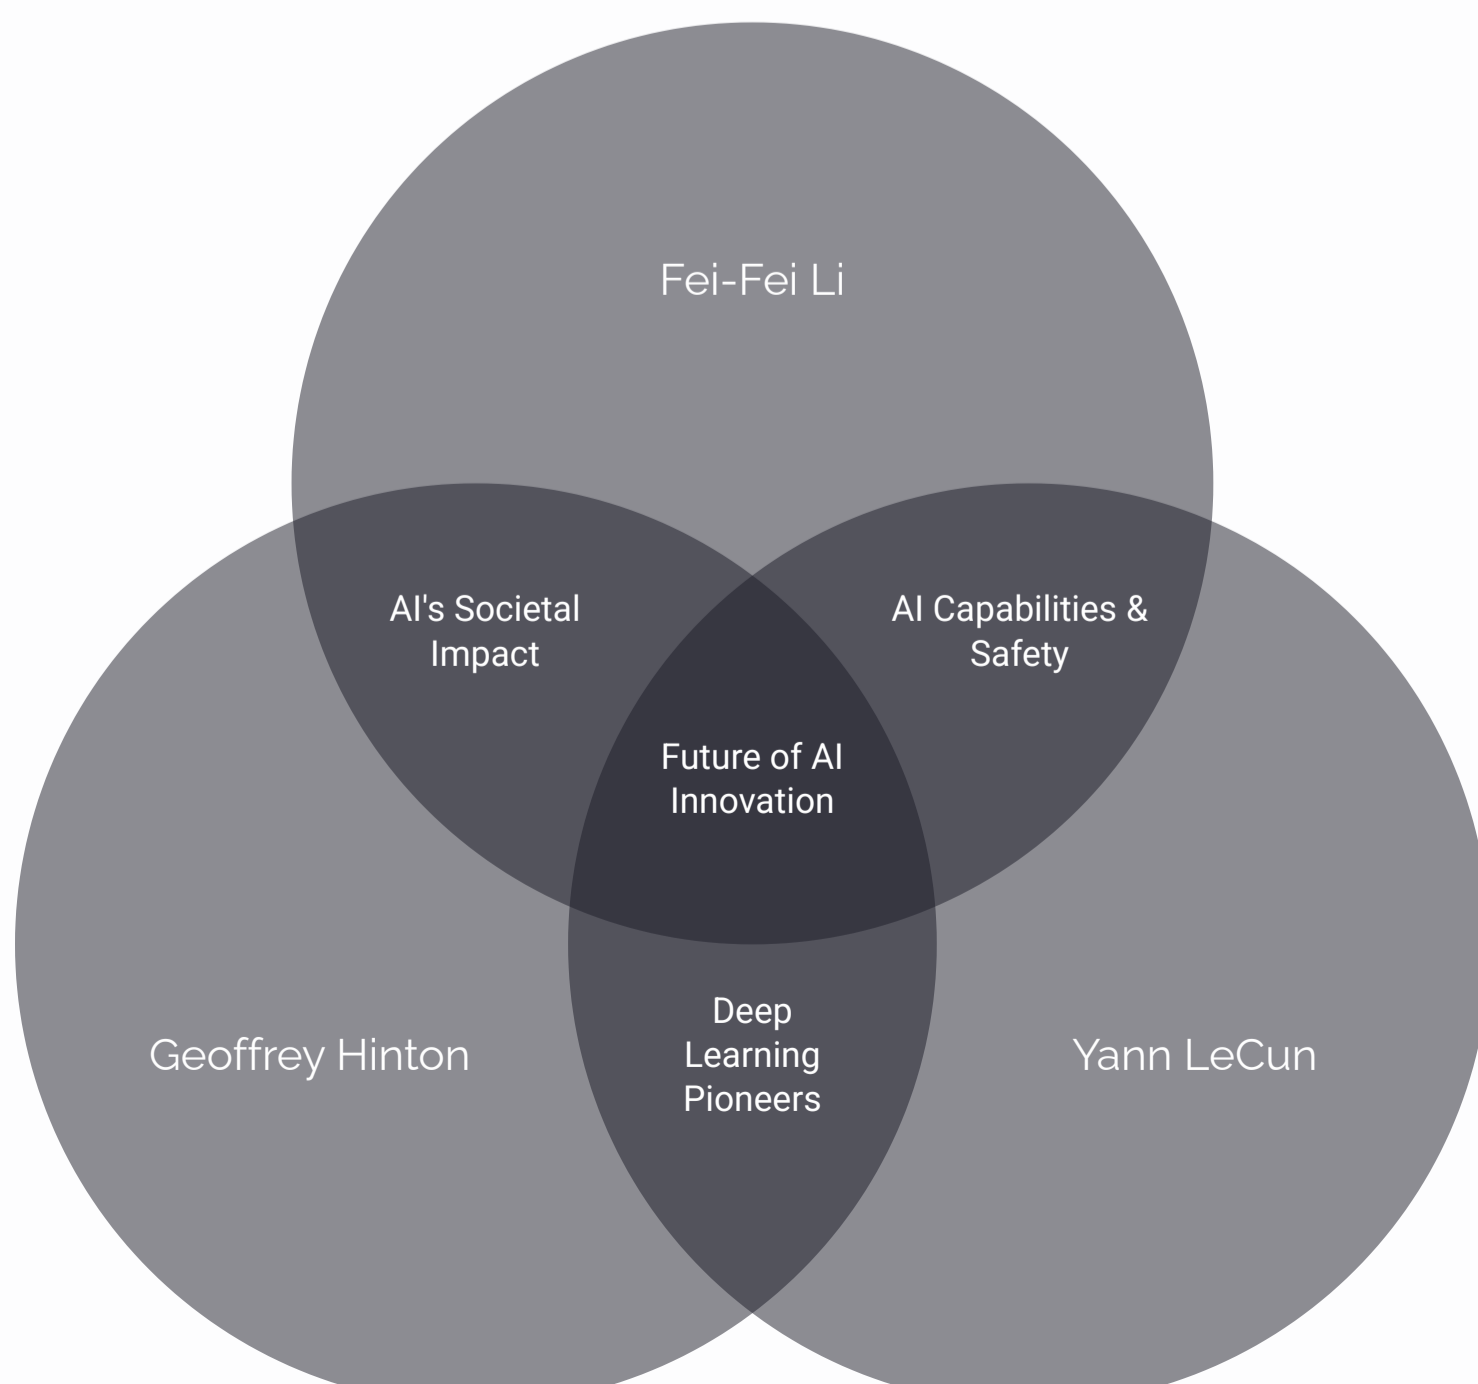 Fei-Fei Li
AI's Societal
Impact
AI Capabilities &
Safety
Future of AI
Innovation
Geoffrey Hinton
Deep
Learning
Pioneers
Yann LeCun